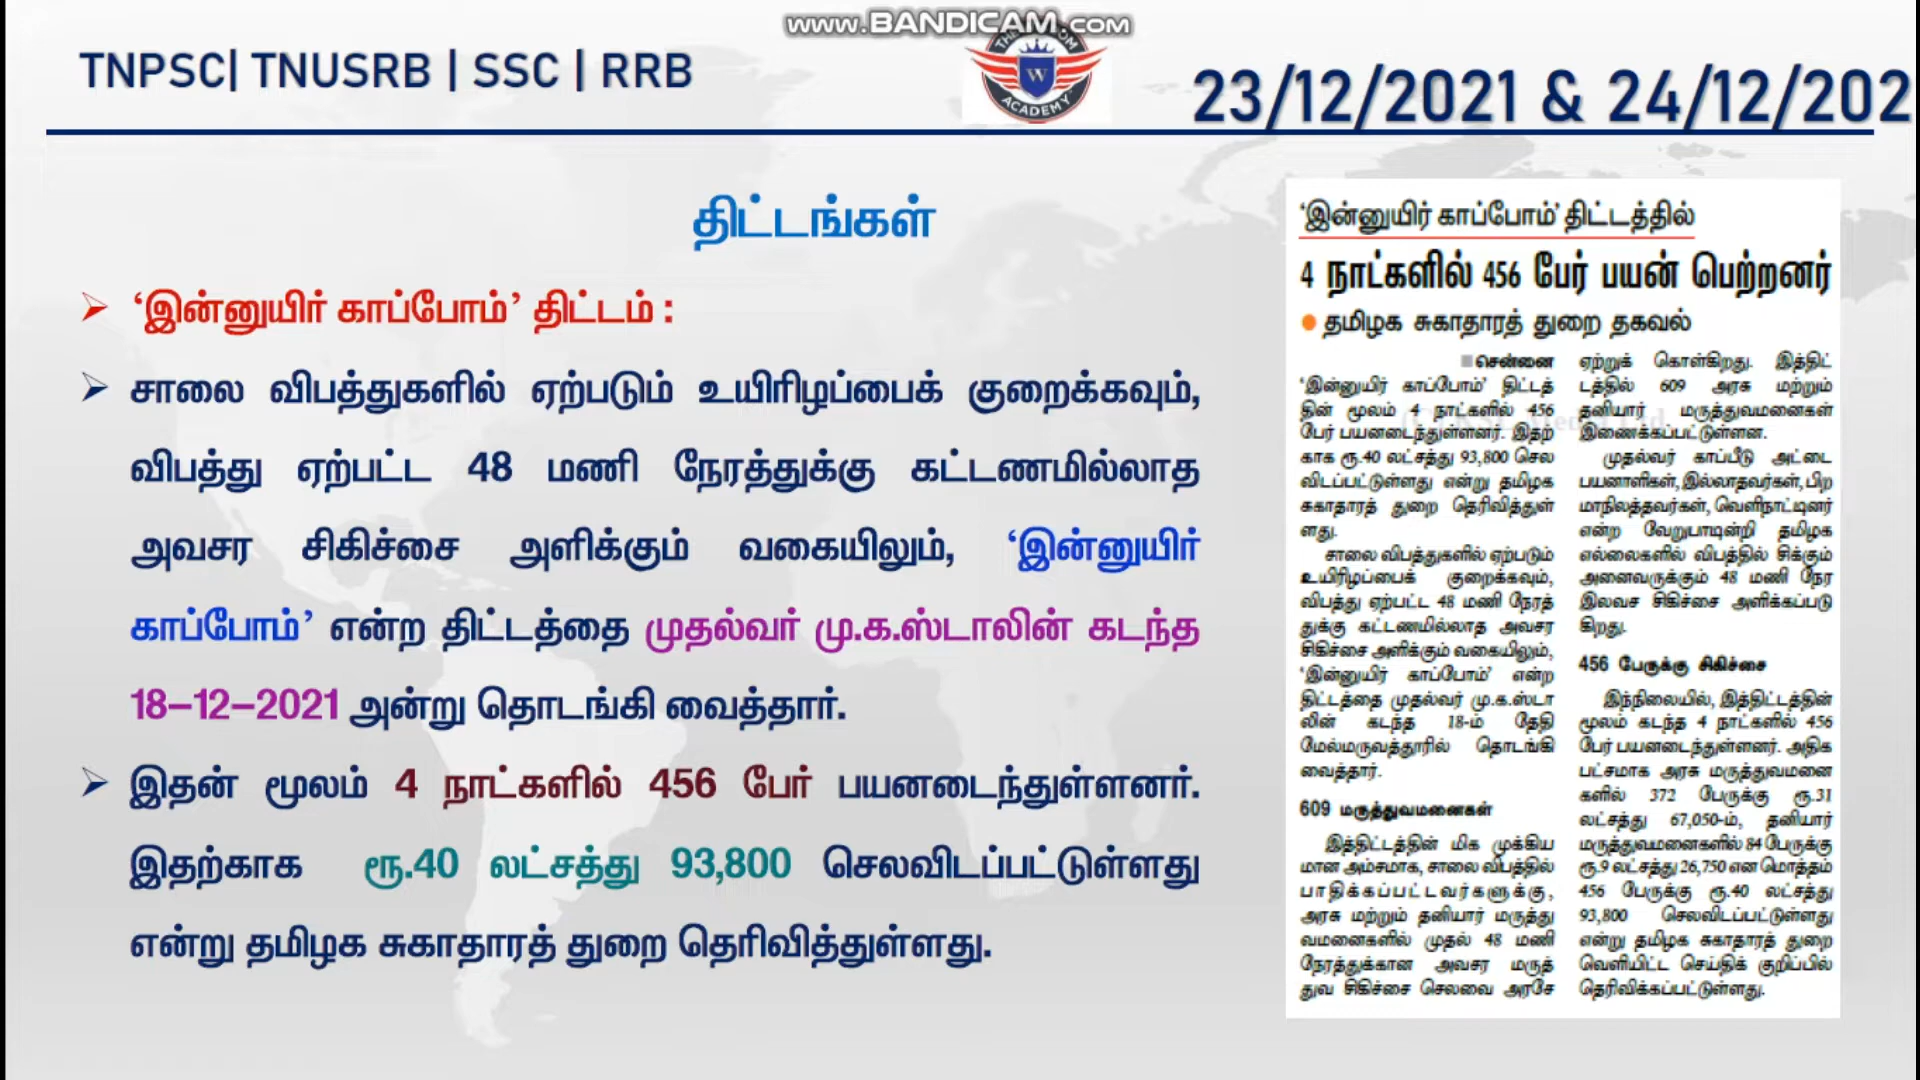 www.BANDICAM.com
TNPSC| TNUSRB | SSC | RRB
W
ACADEMY
23/12/2021 & 24/12/202
திட்டங்கள்
‘இன்னுயிர் காப்போம்’ திட்டம் :
சாலை விபத்துகளில் ஏற்படும் உயிரிழப்பைக் குறைக்கவும்,
விபத்து ஏற்பட்ட 48 மணி நேரத்துக்கு கட்டணமில்லாத
அவசர சிகிச்சை அளிக்கும் வகையிலும், ‘இன்னுயிர்
காப்போம்’ என்ற திட்டத்தை முதல்வர் மு.க.ஸ்டாலின் கடந்த
18–12–2021 அன்று தொடங்கி வைத்தார்.
இதன் மூலம் 4 நாட்களில் 456 பேர் பயனடைந்துள்ளனர்.
இதற்காக ரூ.40 லட்சத்து 93,800 செலவிடப்பட்டுள்ளது
என்று தமிழக சுகாதாரத் துறை தெரிவித்துள்ளது.
‘இன்னுயிர் காப்போம்’ திட்டத்தில்
4 நாட்களில் 456 பேர் பயன் பெற்றனர்
தமிழக சுகாதாரத் துறை தகவல்
சென்னை
‘இன்னுயிர் காப்போம்’ திட்டத்
தின் மூலம் 4 நாட்களில் 456
பேர் பயனடைந்துள்ளனர். இதற்
காக ரூ.40 லட்சத்து 93,800 செல
விடப்பட்டுள்ளது என்று தமிழக
சுகாதாரத் துறை தெரிவித்துள்
ளது.
சாலை விபத்துகளில் ஏற்படும்
உயிரிழப்பைக் குறைக்கவும்,
விபத்து ஏற்பட்ட 48 மணி நேரத்
துக்கு கட்டணமில்லாத அவசர
சிகிச்சை அளிக்கும் வகையிலும்,
‘இன்னுயிர் காப்போம்’ என்ற
திட்டத்தை முதல்வர் மு.க.ஸ்டா
லின் கடந்த 18-ம் தேதி
மேல்மருவத்தூரில் தொடங்கி
வைத்தார்.
609 மருத்துவமனைகள்
இத்திட்டத்தின் மிக முக்கிய
மான அம்சமாக, சாலை விபத்தில்
பாதிக்கப்பட்டவர்களுக்கு,
அரசு மற்றும் தனியார் மருத்து
வமனைகளில் முதல் 48 மணி
நேரத்துக்கான அவசர மருத்
துவ சிகிச்சை செலவை அரசே
ஏற்றுக் கொள்கிறது. இத்திட்
டத்தில் 609 அரசு மற்றும்
தனியார் மருத்துவமனைகள்
இணைக்கப்பட்டுள்ளன.
முதல்வர் காப்பீடு அட்டை
பயனாளிகள், இல்லாதவர்கள், பிற
மாநிலத்தவர்கள், வெளிநாட்டினர்
என்ற வேறுபாடின்றி தமிழக
எல்லைகளில் விபத்தில் சிக்கும்
அனைவருக்கும் 48 மணி நேர
இலவச சிகிச்சை அளிக்கப்படு
கிறது.
456 பேருக்கு சிகிச்சை
இந்நிலையில், இத்திட்டத்தின்
மூலம் கடந்த 4 நாட்களில் 456
பேர் பயனடைந்துள்ளனர். அதிக
பட்சமாக அரசு மருத்துவமனை
களில் 372 பேருக்கு ரூ.31
லட்சத்து 67,050-ம், தனியார்
மருத்துவமனைகளில் 84 பேருக்கு
ரூ.9 லட்சத்து 26,750 என மொத்தம்
456 பேருக்கு ரூ.40 லட்சத்து
93,800 செலவிடப்பட்டுள்ளது
என்று தமிழக சுகாதாரத் துறை
வெளியிட்ட செய்திக் குறிப்பில்
தெரிவிக்கப்பட்டுள்ளது.